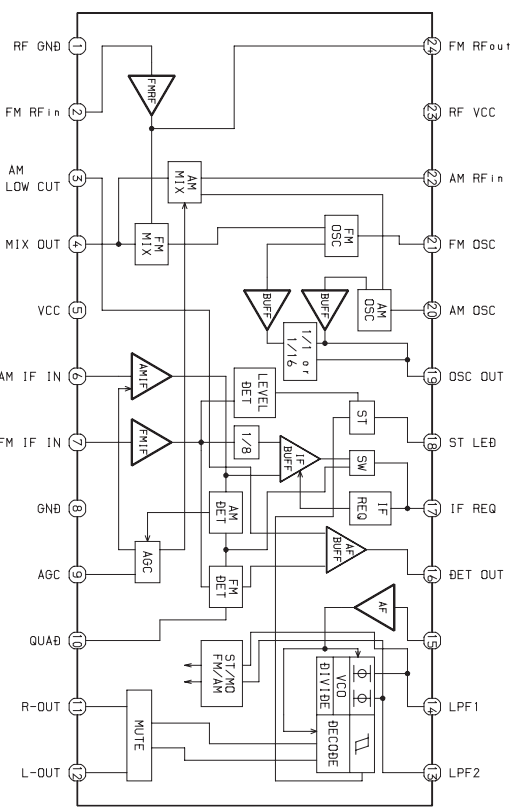 RF GND
1
24
FM RFout
FMRF
FM RFin
2
23
RF VCC
AM
LOW CUT
3
AM
MIX
22
AM RFin
MIX OUT
4
FM
MIX
FM
OSC
21
FM OSC
VCC
5
BUFF
BUFF
AM
OSC
20
AM OSC
1/1 or
1/16
AM IF IN
6
AMIF
19
OSC OUT
LEVEL
DET
ST
FM IF IN
7
FMIF
1/8
IF
BUFF
18
ST LED
SW
GND
8
AM
DET
IF
REQ
17
IF REQ
AGC
9
AGC
FM
DET
AF
BUFF
16
DET OUT
AF
QUAD
10
15
ST/MO
FM/AM
VCO
DIVIDE
DECODE
R-OUT
11
MUTE
14
LPF1
L-OUT
12
13
LPF2